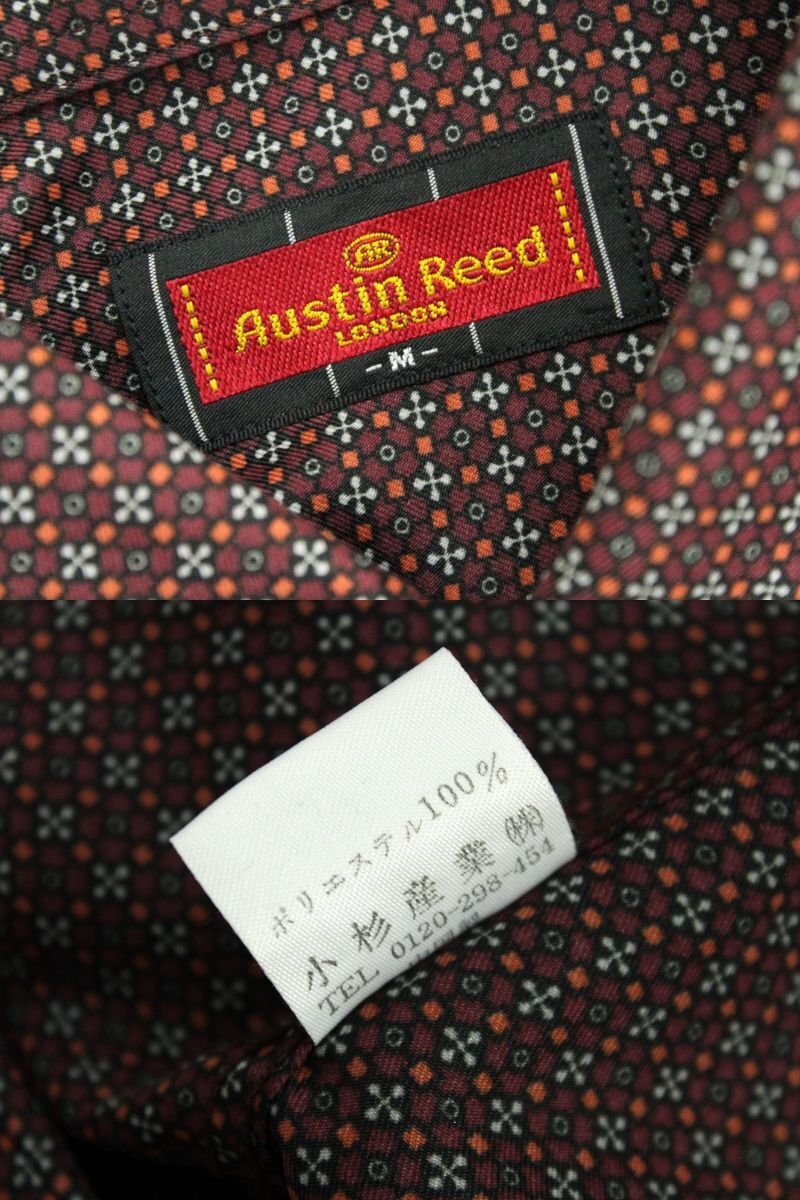 AR
Austin Reed
LONDON
-M-
ポリエステル100%
小杉産業㈱
TEL 0120-298-454